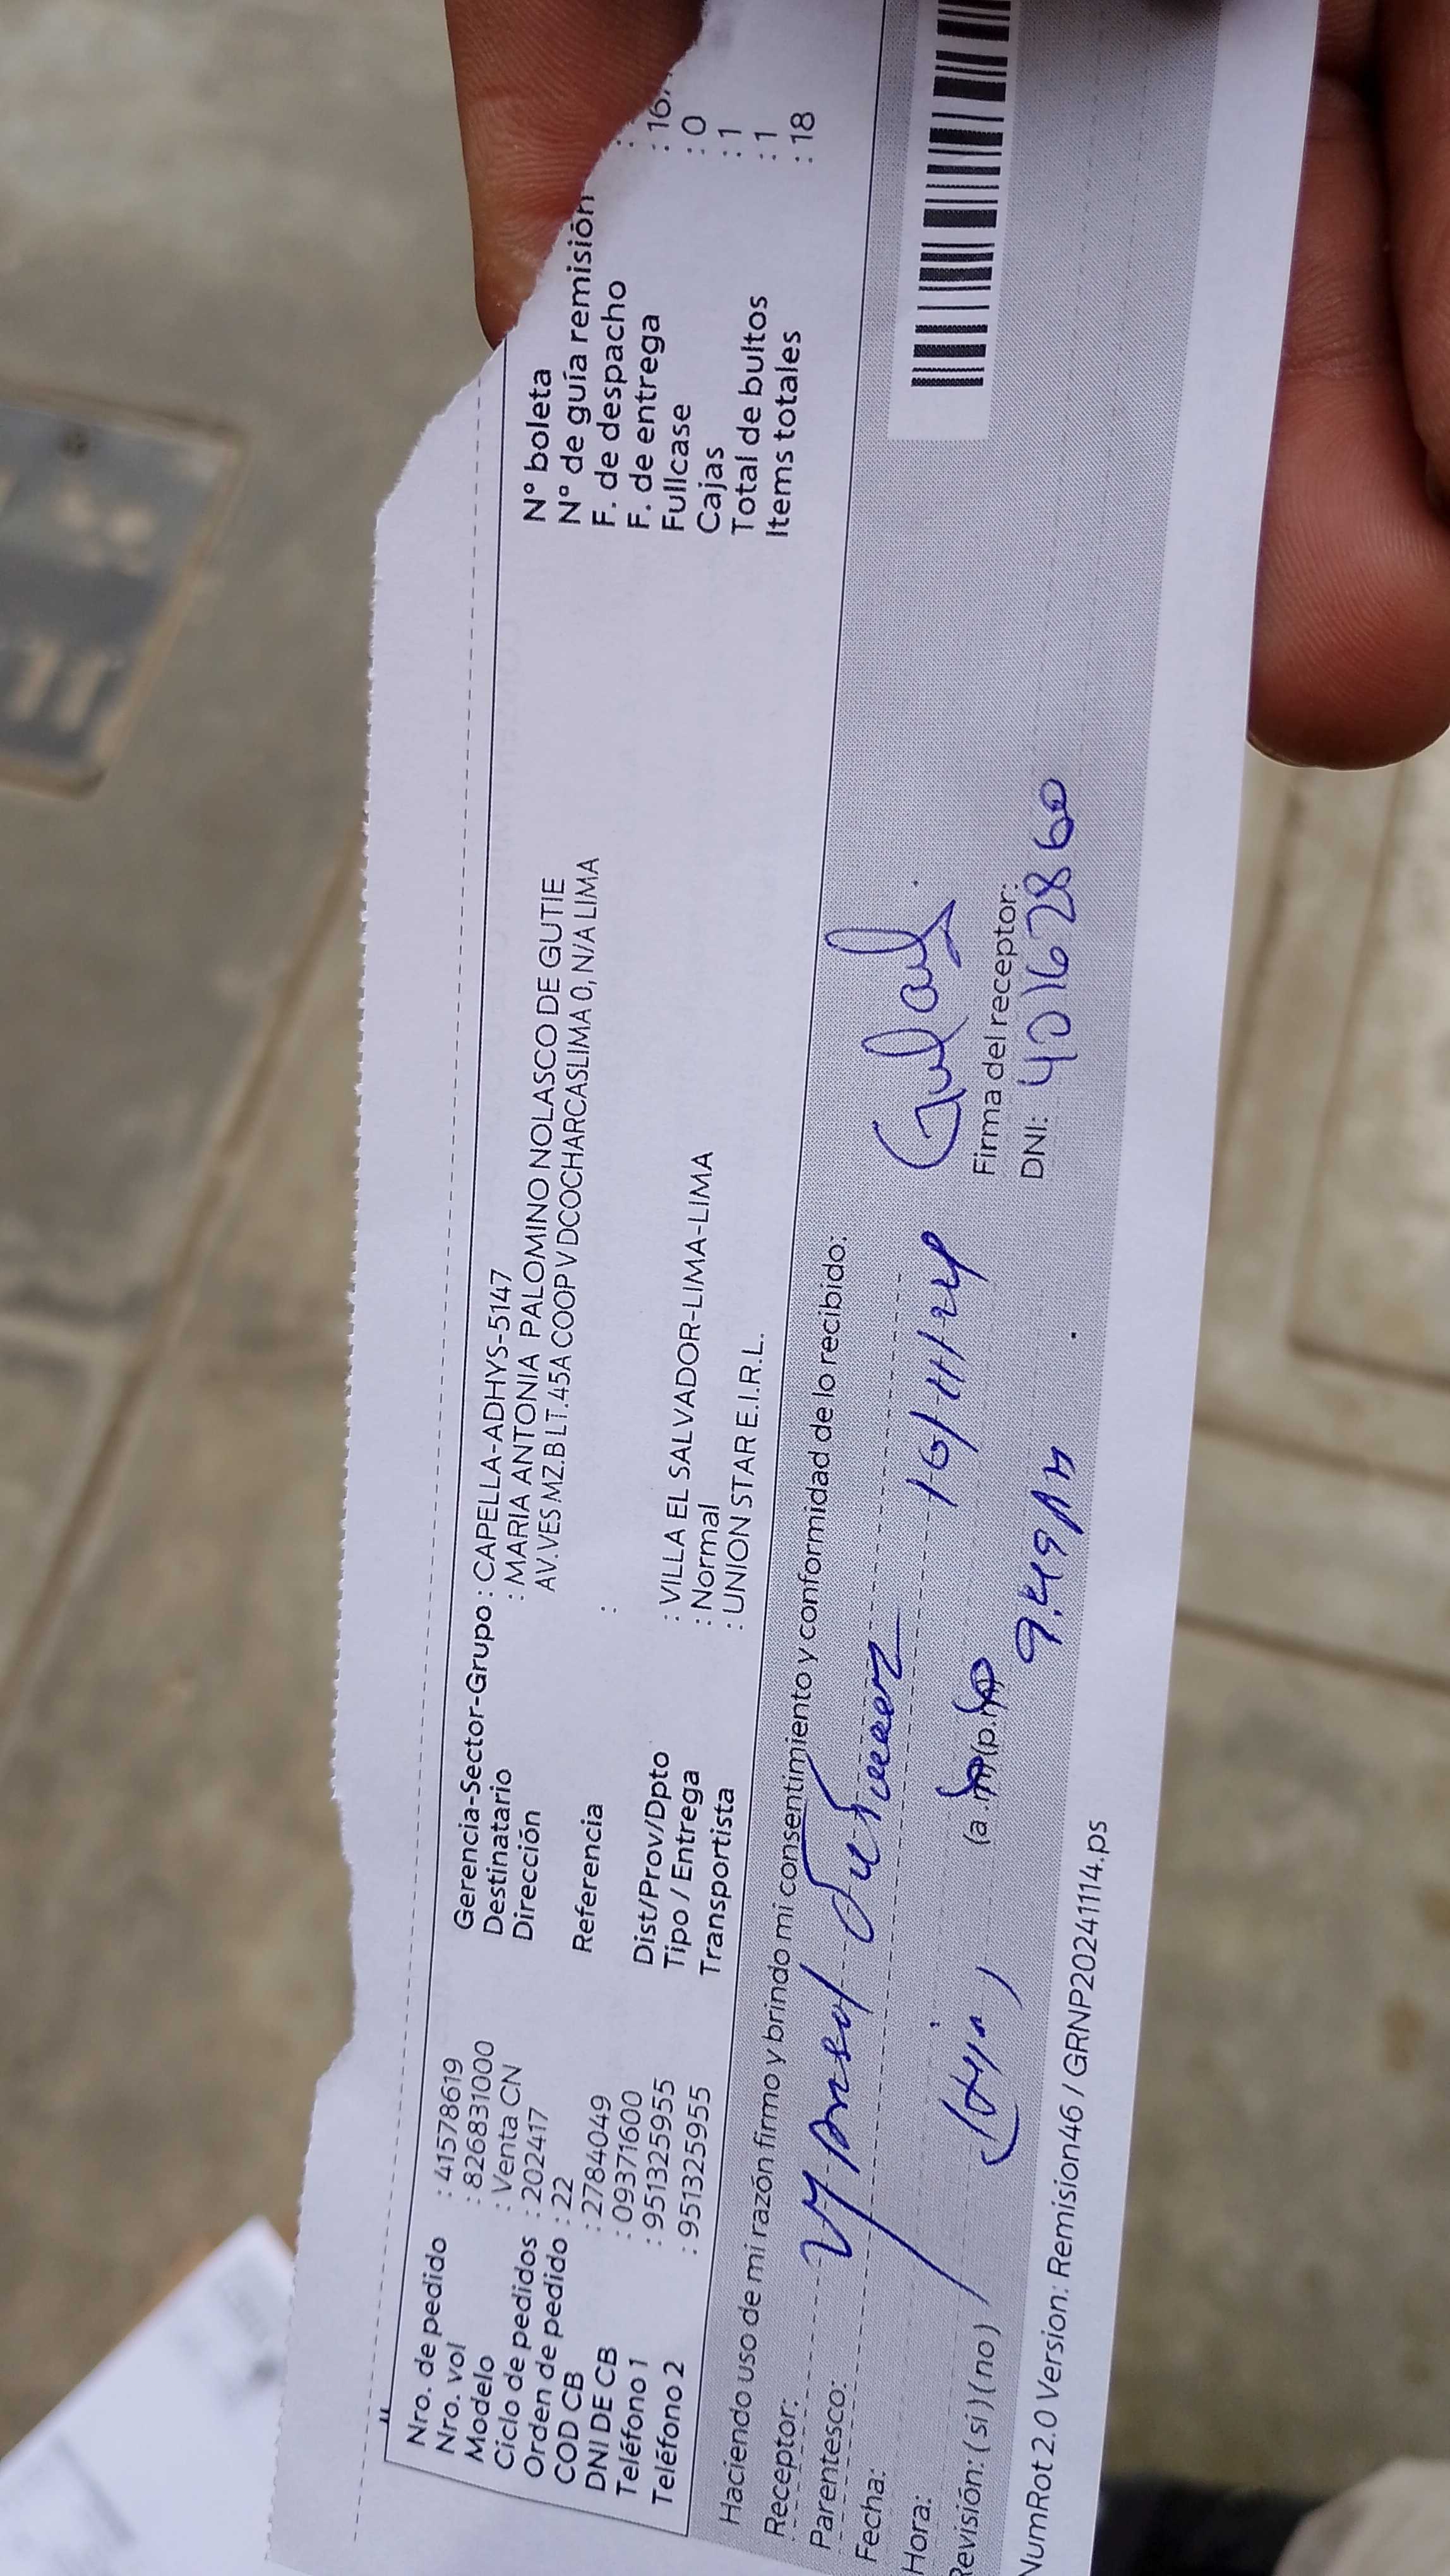 Nro. de pedido : 41578619
Nro. vol : 826831000
Modelo : Venta CN
Ciclo de pedidos : 202417
Orden de pedido : 22
COD CB : 2784049
DNI DE CB : 09371600
Teléfono 1 : 951325955
Teléfono 2 : 951325955
Gerencia-Sector-Grupo : CAPELLA-ADHVS-5147
Destinatario : MARIA ANTONIA PALOMINO NOLASCO DE GUTIE
Dirección AV.VES MZ.B LT.45A COOP V DCOCHARCASLIMA 0, N/A LIMA
Referencia :
Dist/Prov/Dpto : VILLA EL SALVADOR-LIMA-LIMA
Tipo / Entrega : Normal
Transportista : UNION STAR E.I.R.L.
N° boleta
N° de guía remisión :
F. de despacho : 16/
F. de entrega
Fullcase : 0
Cajas : 1
Total de bultos : 1
Items totales : 18
Haciendo uso de mi razón firmo y brindo mi consentimiento y conformidad de lo recibido:
Receptor:
Parentesco: (Hija)
Fecha: 16/11/24
Hora: (a.m)(p.m) 9:49 AM
Revisión: (si) (no) /
Firma del receptor:
DNI: 40167286
NumRot 2.0 Version: Remision46 / GRNP20241114.ps